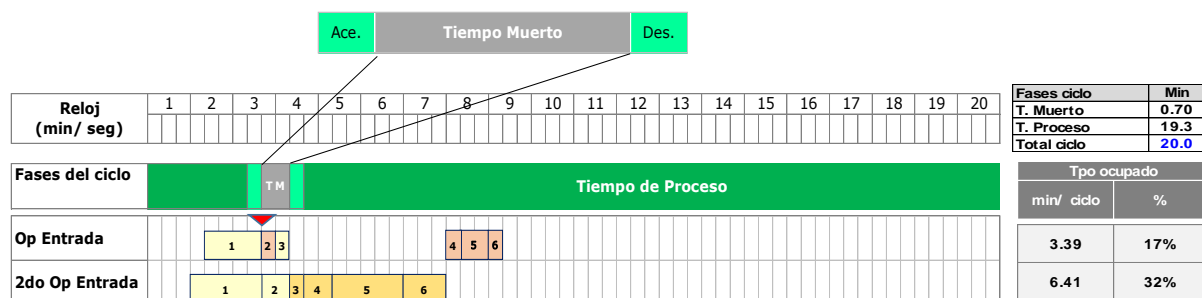 Ace. Tiempo Muerto Des.
Reloj (min/ seg) 1 2 3 4 5 6 7 8 9 10 11 12 13 14 15 16 17 18 19 20
Fases ciclo Min
T. Muerto 0.70
T. Proceso 19.3
Total ciclo 20.0
Fases del ciclo TM Tiempo de Proceso
Tpo ocupado
min/ ciclo %
Op Entrada 1 2 3 4 5 6 3.39 17%
2do Op Entrada 1 2 3 4 5 6 6.41 32%